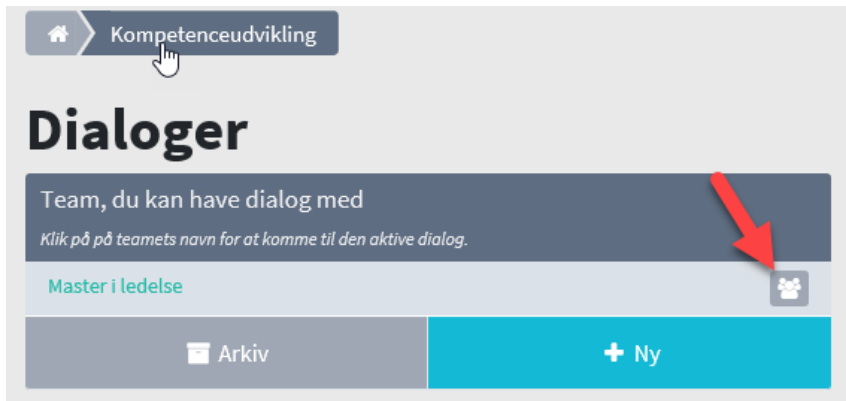 Kompetenceudvikling
Dialoger
Team, du kan have dialog med
Klik på på teamets navn for at komme til den aktive dialog.
Master i ledelse
Arkiv
Ny